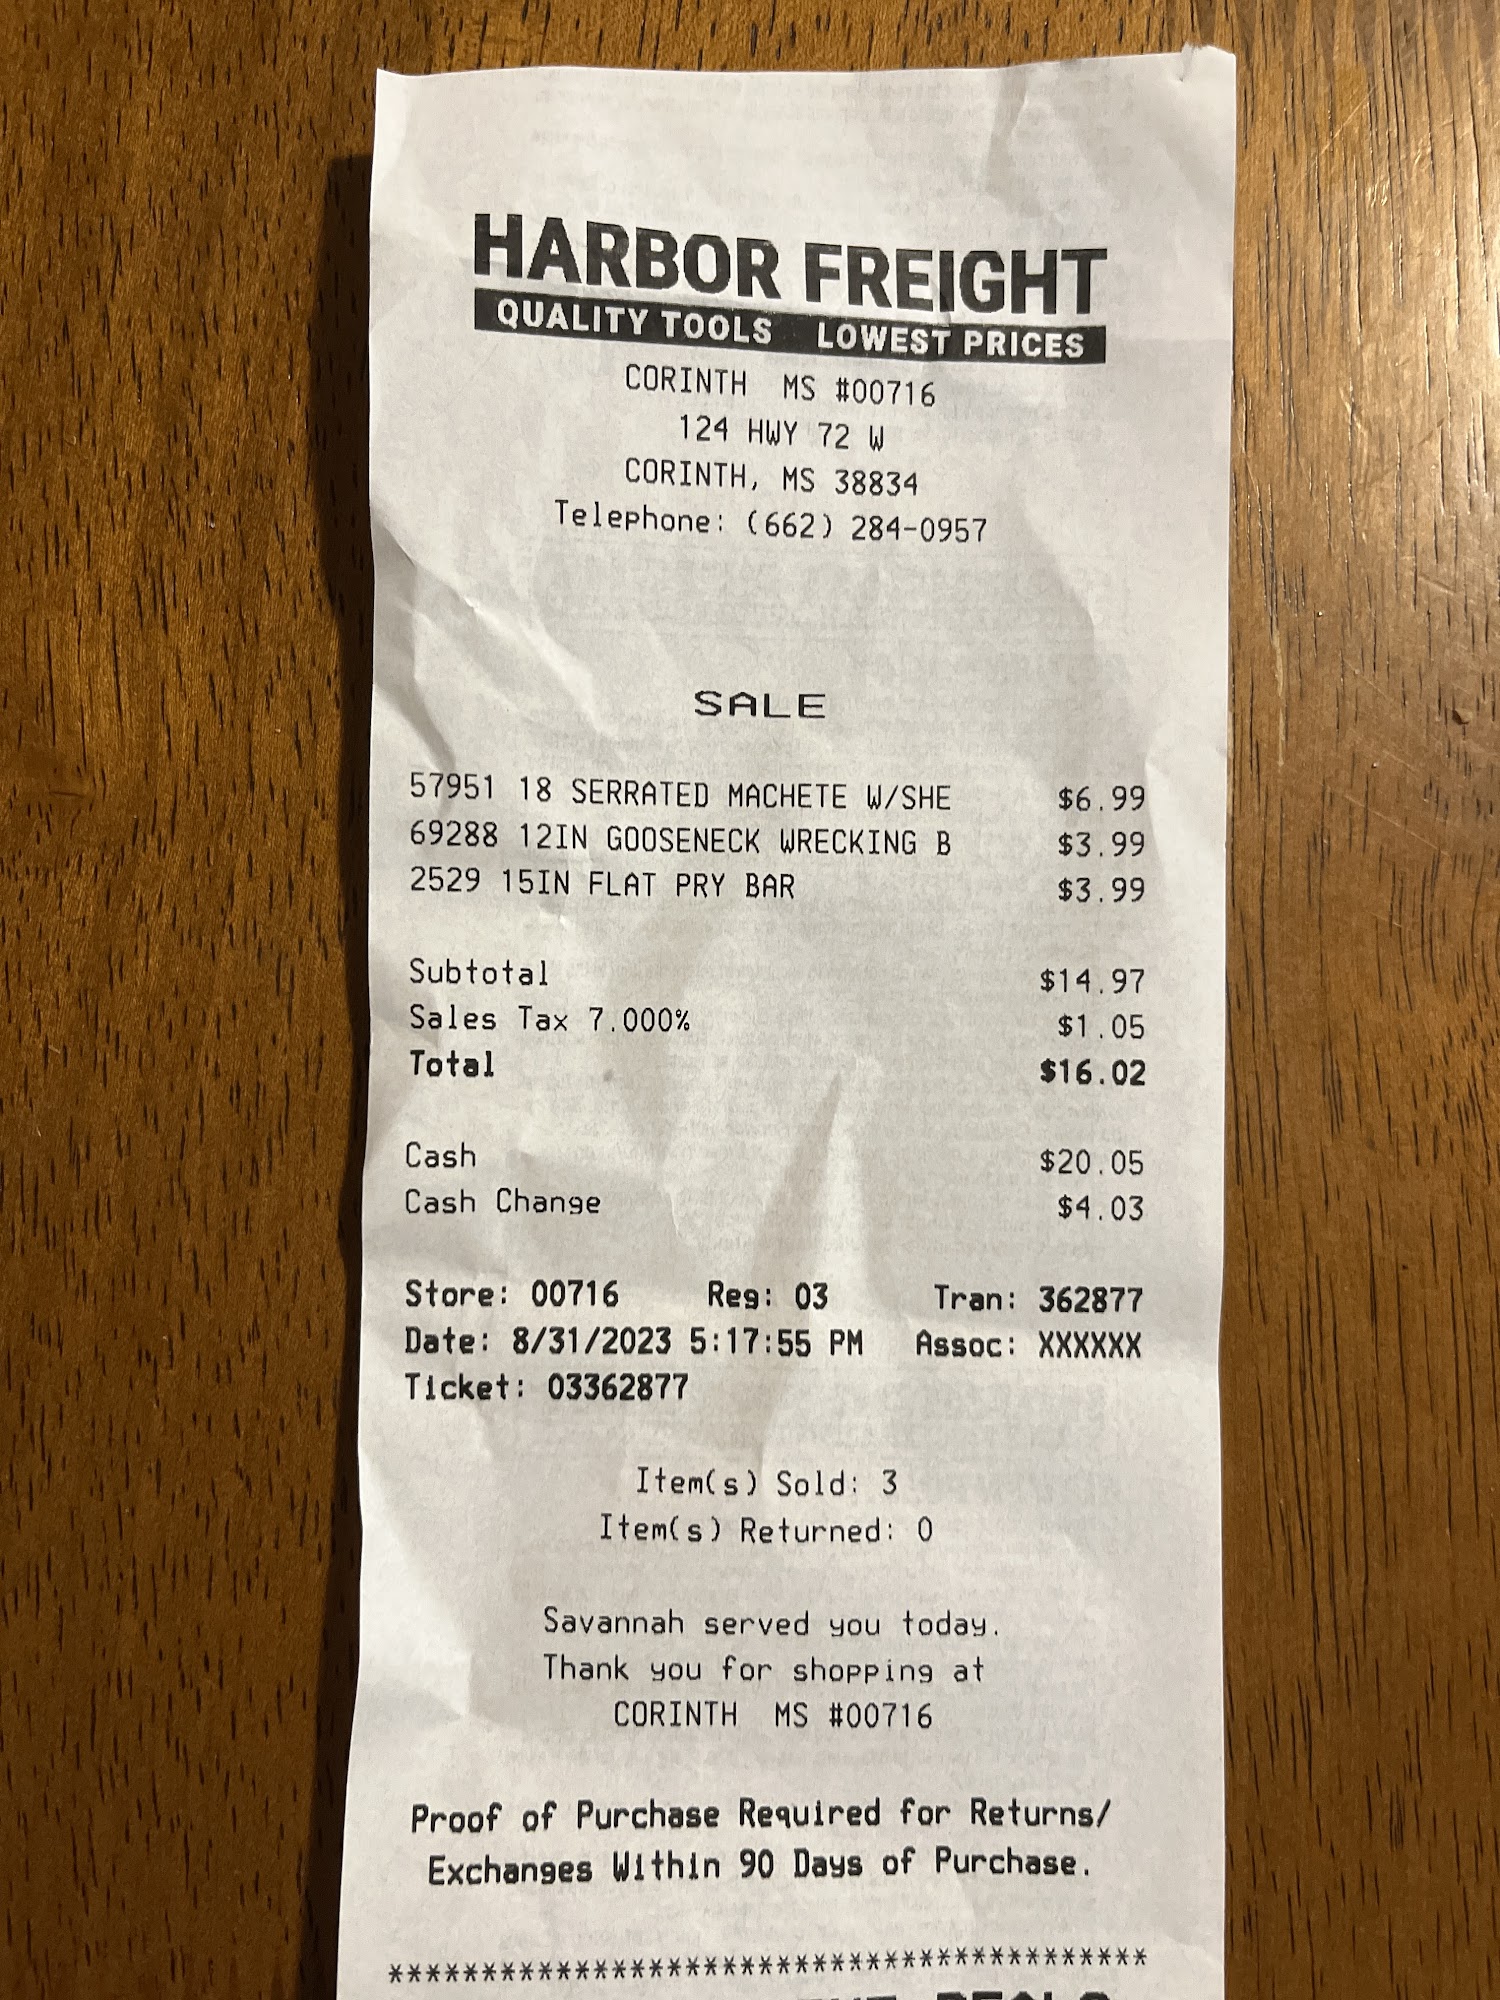 HARBOR FREIGHT
QUALITY TOOLS LOWEST PRICES
CORINTH MS #00716
124 HWY 72 W
CORINTH, MS 38834
Telephone: (662) 284-0957
SALE
57951 18 SERRATED MACHETE W/SHE $6.99
69288 12IN GOOSENECK WRECKING B $3.99
2529 15IN FLAT PRY BAR $3.99
Subtotal $14.97
Sales Tax 7.000% $1.05
Total $16.02
Cash $20.05
Cash Change $4.03
Store: 00716 Reg: 03 Tran: 362877
Date: 8/31/2023 5:17:55 PM Assoc: XXXXXX
Ticket: 03362877
Item(s) Sold: 3
Item(s) Returned: 0
Savannah served you today.
Thank you for shopping at
CORINTH MS #00716
Proof of Purchase Required for Returns/
Exchanges Within 90 Days of Purchase.
*****************************************